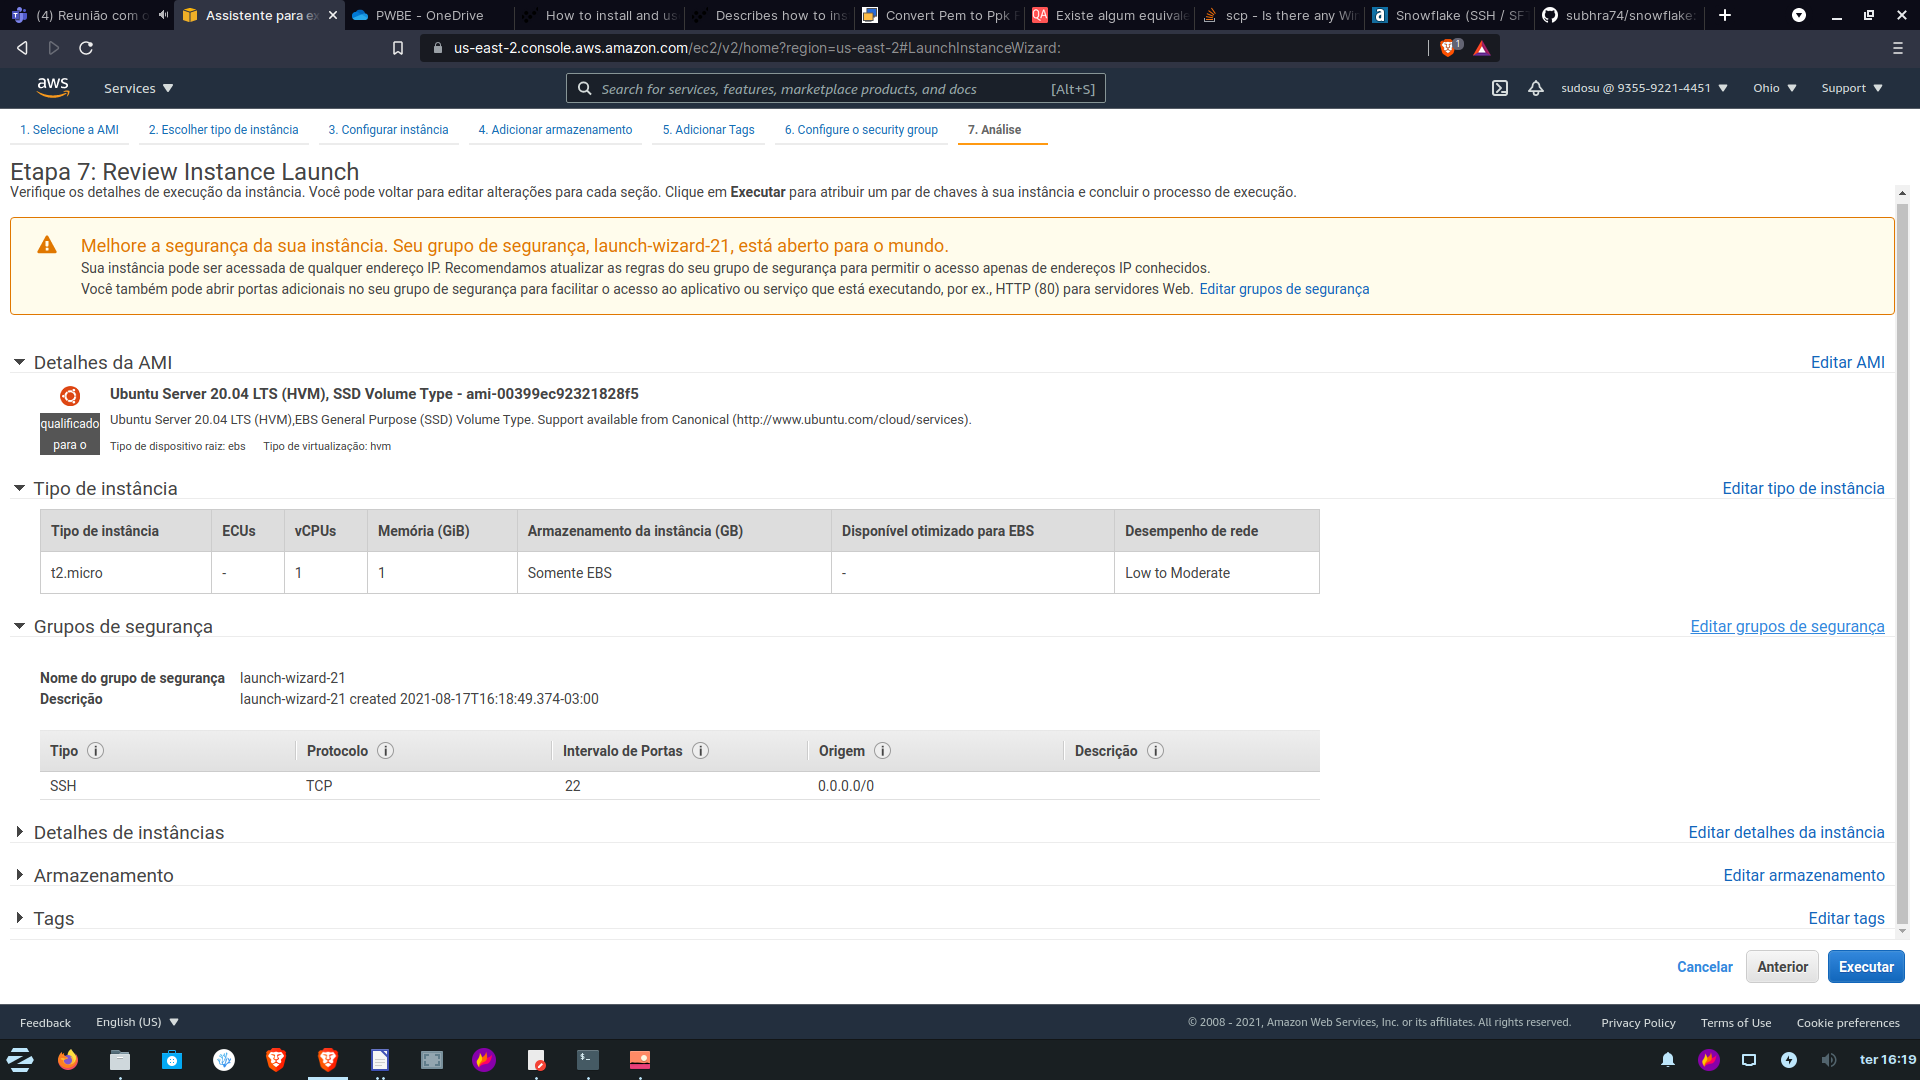 (4) Reunião com o
Assistente para ex
PWBE - OneDrive
How to install and us
Describes how to ins
Convert Pem to Ppk F
Existe algum equivale
scp - Is there any Win
Snowflake (SSH / SFT
subhra74/snowflake:
us-east-2.console.aws.amazon.com/ec2/v2/home?region=us-east-2#LaunchInstanceWizard:
1
aws
Services
Search for services, features, marketplace products, and docs
[Alt+S]
sudosu @ 9355-9221-4451
Ohio
Support
1. Selecione a AMI
2. Escolher tipo de instância
3. Configurar instância
4. Adicionar armazenamento
5. Adicionar Tags
6. Configure o security group
7. Análise
Etapa 7: Review Instance Launch
Verifique os detalhes de execução da instância. Você pode voltar para editar alterações para cada seção. Clique em Executar para atribuir um par de chaves à sua instância e concluir o processo de execução.
Melhore a segurança da sua instância. Seu grupo de segurança, launch-wizard-21, está aberto para o mundo.
Sua instância pode ser acessada de qualquer endereço IP. Recomendamos atualizar as regras do seu grupo de segurança para permitir o acesso apenas de endereços IP conhecidos.
Você também pode abrir portas adicionais no seu grupo de segurança para facilitar o acesso ao aplicativo ou serviço que está executando, por ex., HTTP (80) para servidores Web. Editar grupos de segurança
Detalhes da AMI
Editar AMI
Ubuntu Server 20.04 LTS (HVM), SSD Volume Type - ami-00399ec92321828f5
qualificado
para o
Ubuntu Server 20.04 LTS (HVM),EBS General Purpose (SSD) Volume Type. Support available from Canonical (http://www.ubuntu.com/cloud/services).
Tipo de dispositivo raiz: ebs Tipo de virtualização: hvm
Tipo de instância
Editar tipo de instância
Tipo de instância ECUs vCPUs Memória (GiB) Armazenamento da instância (GB) Disponível otimizado para EBS Desempenho de rede
t2.micro - 1 1 Somente EBS - Low to Moderate
Grupos de segurança
Editar grupos de segurança
Nome do grupo de segurança launch-wizard-21
Descrição launch-wizard-21 created 2021-08-17T16:18:49.374-03:00
Tipo i Protocolo i Intervalo de Portas i Origem i Descrição i
SSH TCP 22 0.0.0.0/0
Detalhes de instâncias
Editar detalhes da instância
Armazenamento
Editar armazenamento
Tags
Editar tags
Cancelar
Anterior
Executar
Feedback
English (US)
© 2008 - 2021, Amazon Web Services, Inc. or its affiliates. All rights reserved.
Privacy Policy
Terms of Use
Cookie preferences
ter 16:19